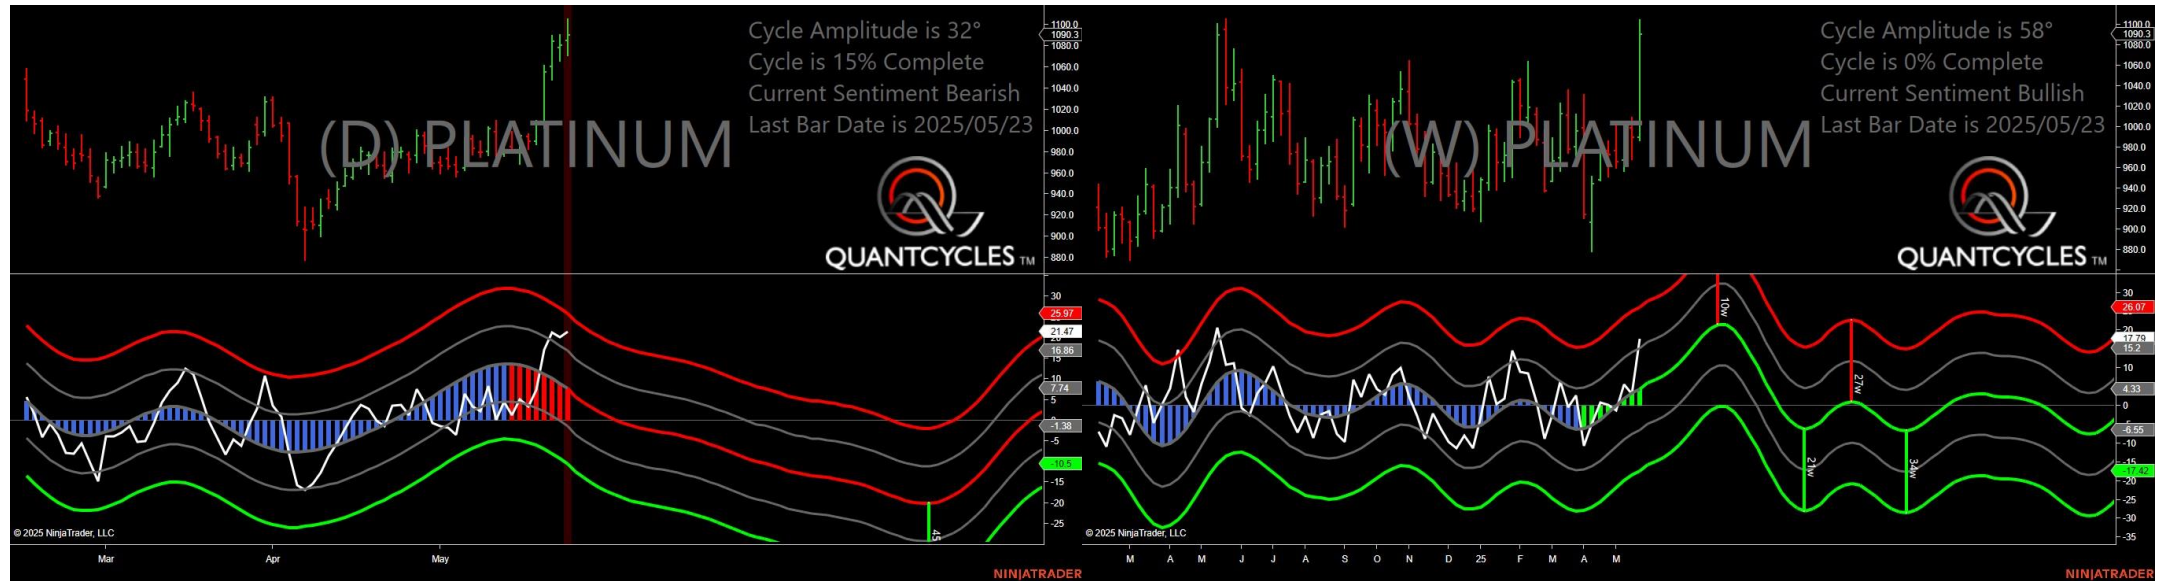 Cycle Amplitude is 32°
Cycle is 15% Complete
Current Sentiment Bearish
Last Bar Date is 2025/05/23
(D) PLATINUM
QUANTCYCLES TM
1100.0
1090.3
1080.0
1060.0
1040.0
1020.0
1000.0
980.0
960.0
940.0
920.0
900.0
880.0
30
25.97
21.47
16.86
15
10
7.74
5
0
-1.38
-5
-10.5
-15
-20
-25
45
© 2025 NinjaTrader, LLC
Mar Apr May
NINJATRADER
Cycle Amplitude is 58°
Cycle is 0% Complete
Current Sentiment Bullish
Last Bar Date is 2025/05/23
(W) PLATINUM
QUANTCYCLES TM
1100.0
1090.3
1080.0
1060.0
1040.0
1020.0
1000.0
980.0
960.0
940.0
920.0
900.0
880.0
10w
27w
21w
34w
30
26.07
20
17.79
15.2
10
4.33
0
-6.55
-10
-15
-17.42
-20
-25
-30
-35
© 2025 NinjaTrader, LLC
M A M J J A S O N D 25 F M A M
NINJATRADER